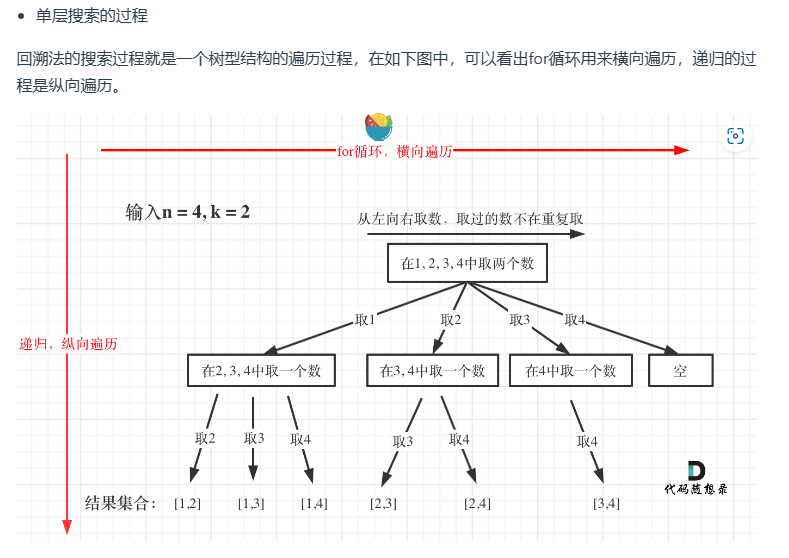 单层搜索的过程
回溯法的搜索过程就是一个树型结构的遍历过程，在如下图中，可以看出for循环用来横向遍历，递归的过
程是纵向遍历。
for循环，横向遍历
输入n = 4, k = 2
从左向右取数，取过的数不在重复取
在1, 2, 3, 4中取两个数
取1
取2
取3
取4
递归，纵向遍历
在2, 3, 4中取一个数
在3, 4中取一个数
在4中取一个数
空
取2
取3
取4
取3
取4
取4
代码随想录
结果集合： [1,2] [1,3] [1,4] [2,3] [2,4] [3,4]